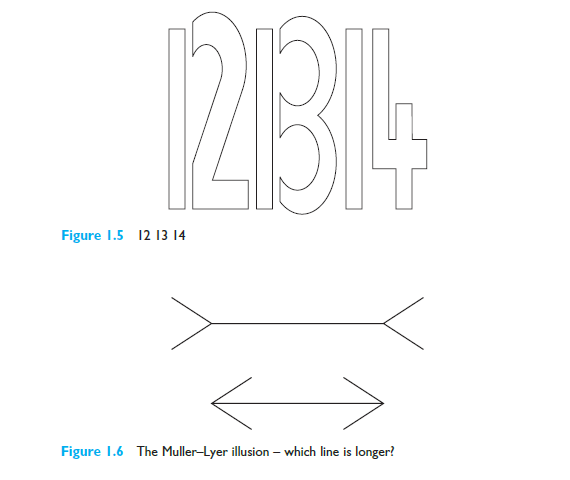 12 13 14
Figure 1.5 12 13 14
Figure 1.6 The Muller–Lyer illusion – which line is longer?